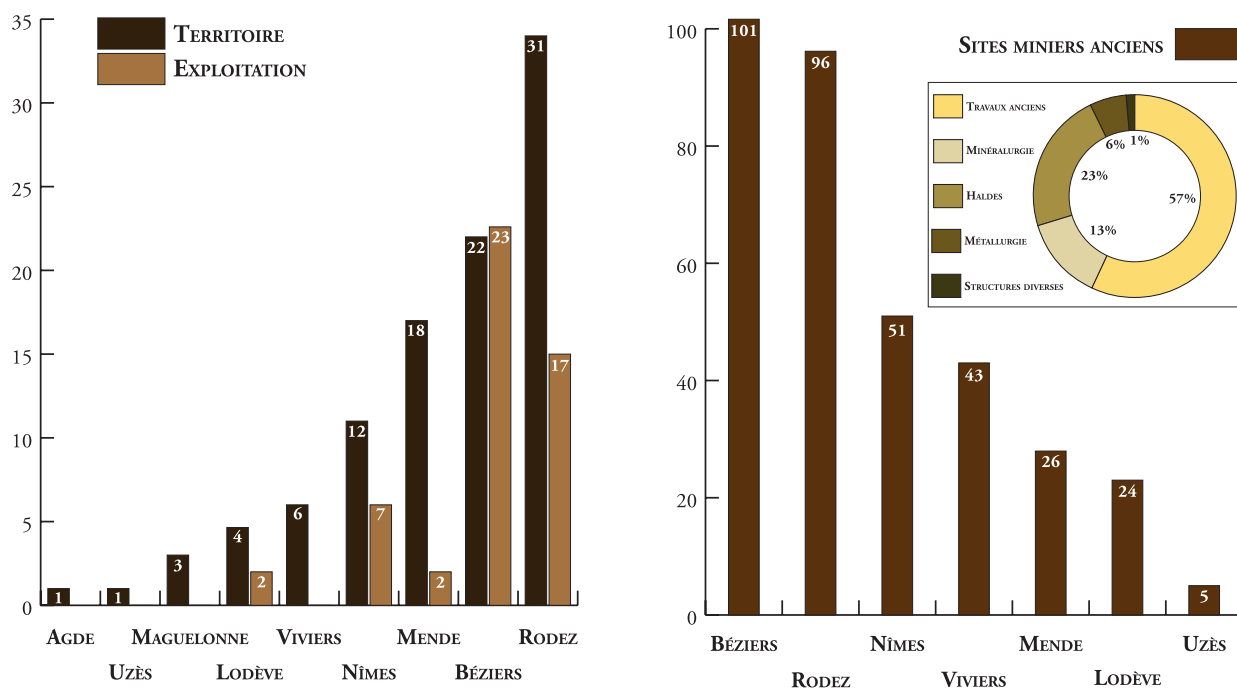 35
30
25
20
15
10
5
0
Territoire
Exploitation
1
1
3
4
2
6
12
7
18
2
22
23
31
17
Agde
Maguelonne
Viviers
Mende
Rodez
Uzès
Lodève
Nîmes
Béziers
100
80
60
40
20
0
Sites miniers anciens
Travaux anciens
Minéralurgie
Haldes
Métallurgie
Structures diverses
6%
1%
23%
57%
13%
101
96
51
43
26
24
5
Béziers
Nîmes
Mende
Uzès
Rodez
Viviers
Lodève